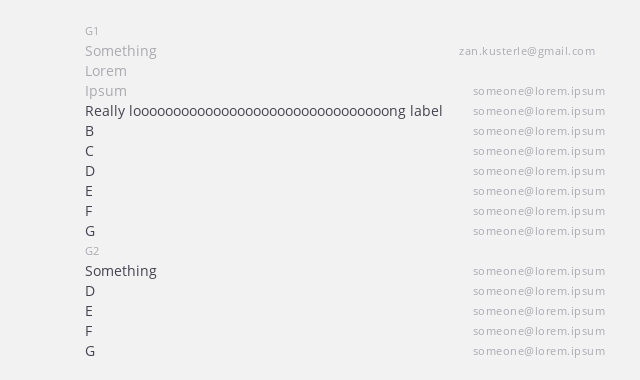 G1
Something zan.kusterle@gmail.com
Lorem
Ipsum someone@lorem.ipsum
Really looooooooooooooooooooooooooooooooong label someone@lorem.ipsum
B someone@lorem.ipsum
C someone@lorem.ipsum
D someone@lorem.ipsum
E someone@lorem.ipsum
F someone@lorem.ipsum
G someone@lorem.ipsum
G2
Something someone@lorem.ipsum
D someone@lorem.ipsum
E someone@lorem.ipsum
F someone@lorem.ipsum
G someone@lorem.ipsum